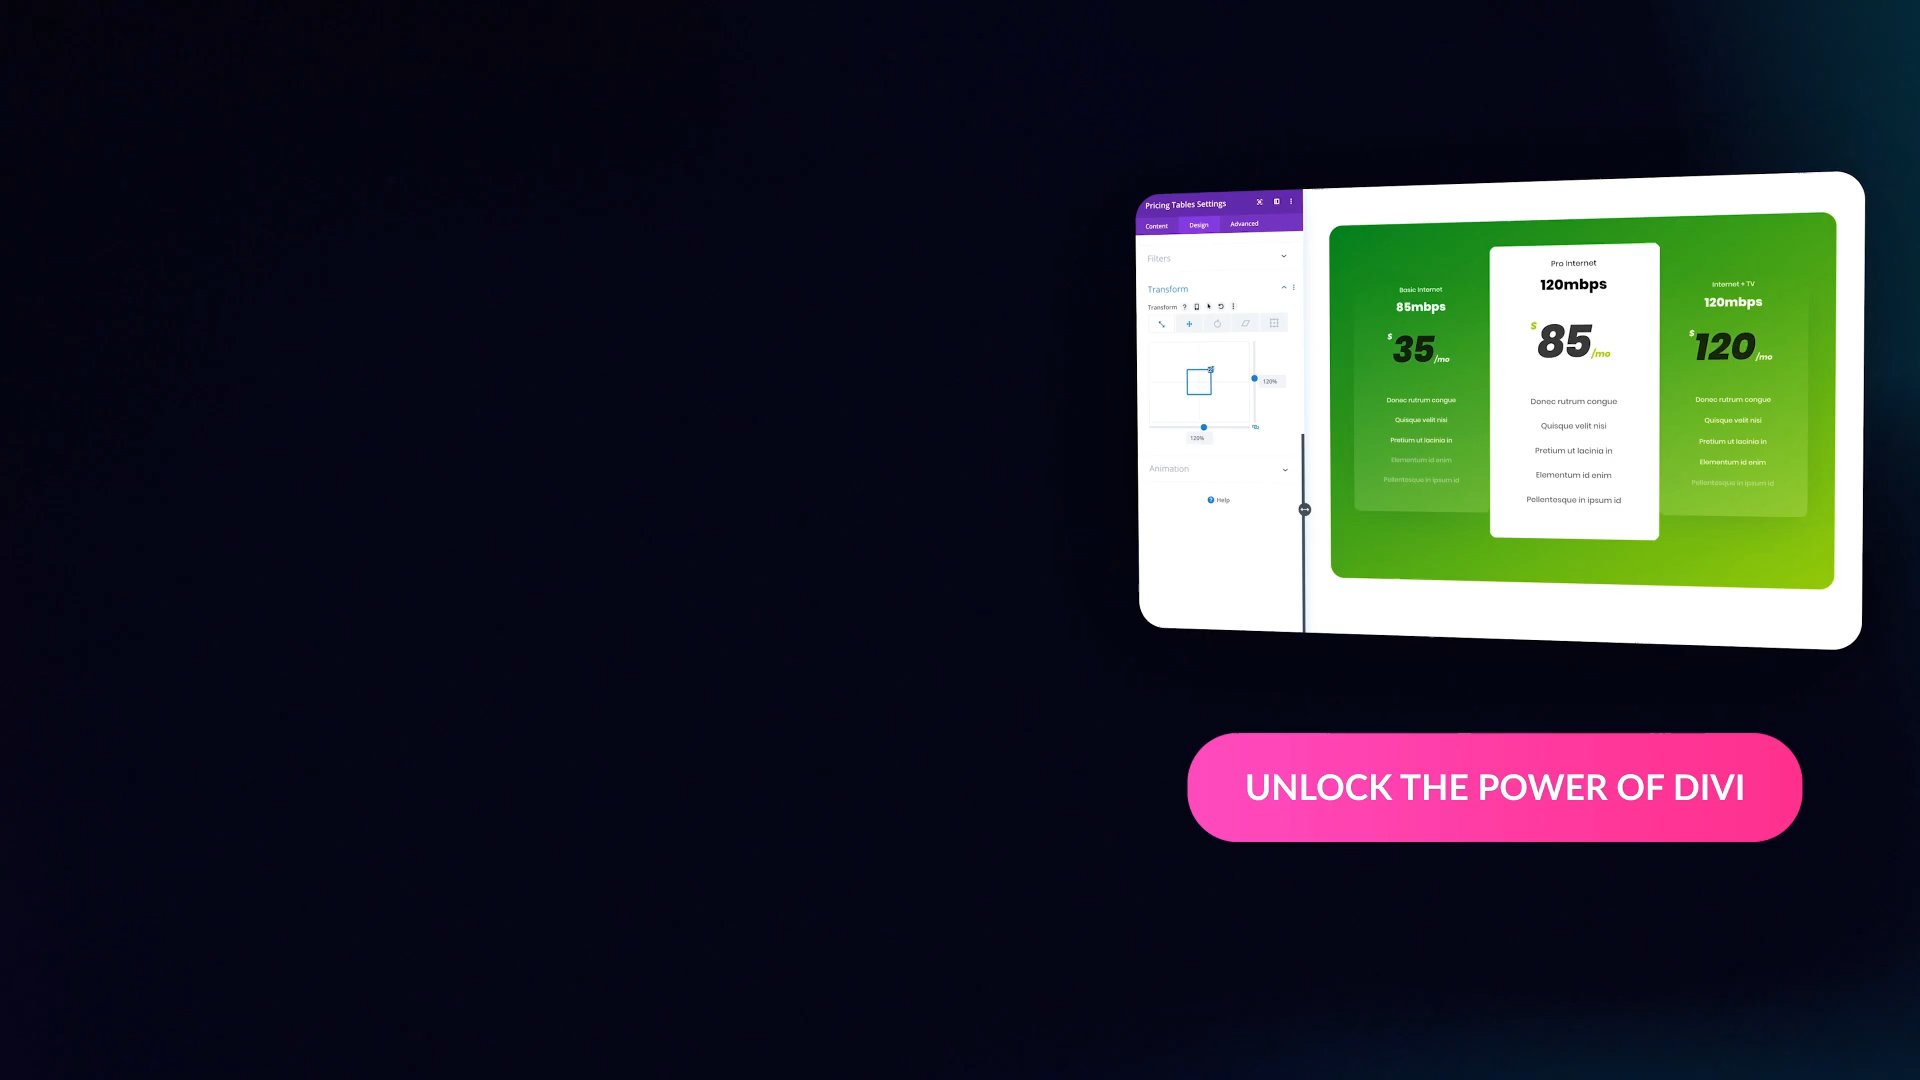 Pricing Tables Settings
Content Design Advanced
Filters
Transform
Transform ?
120%
120%
Animation
? Help
Basic Internet
85mbps
$35/mo
Donec rutrum congue
Quisque velit nisi
Pretium ut lacinia in
Elementum id enim
Pellentesque in ipsum id
Pro Internet
120mbps
$85/mo
Donec rutrum congue
Quisque velit nisi
Pretium ut lacinia in
Elementum id enim
Pellentesque in ipsum id
Internet + TV
120mbps
$120/mo
Donec rutrum congue
Quisque velit nisi
Pretium ut lacinia in
Elementum id enim
Pellentesque in ipsum id
UNLOCK THE POWER OF DIVI